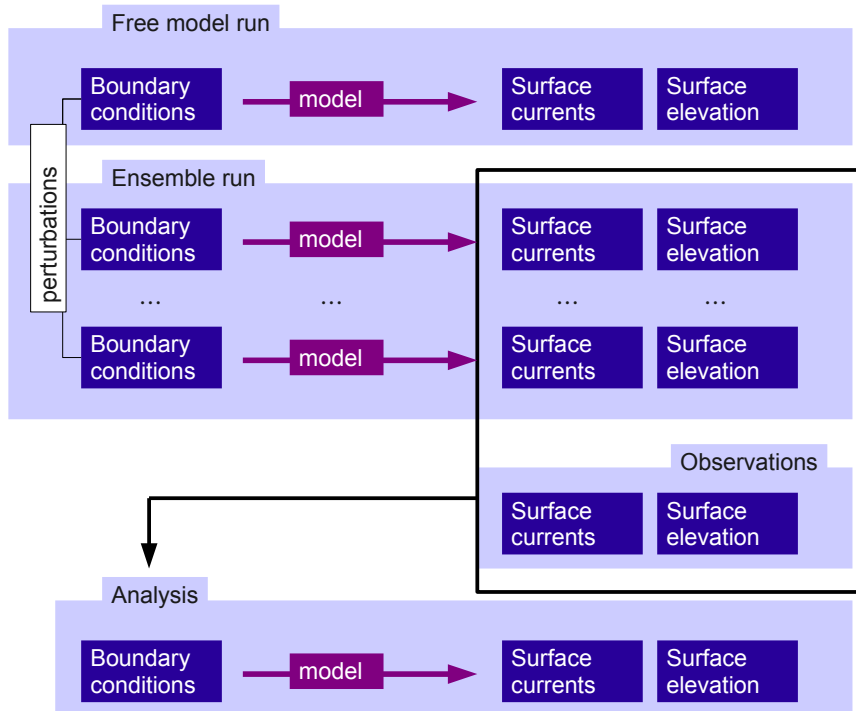 Free model run
Boundary
conditions
model
Surface
currents
Surface
elevation
perturbations
Ensemble run
Boundary
conditions
model
Surface
currents
Surface
elevation
...
...
...
...
Boundary
conditions
model
Surface
currents
Surface
elevation
Observations
Surface
currents
Surface
elevation
Analysis
Boundary
conditions
model
Surface
currents
Surface
elevation